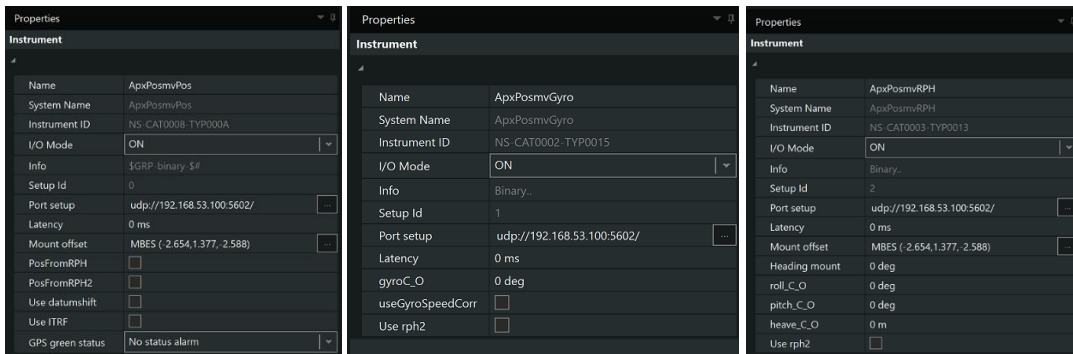 Properties
Instrument
Name ApxPosmvPos
System Name ApxPosmvPos
Instrument ID NS-CAT0008-TYP000A
I/O Mode ON
Info $GRP-binary-$#
Setup Id 0
Port setup udp://192.168.53.100:5602/ ...
Latency 0 ms
Mount offset MBES (-2.654,1.377,-2.588) ...
PosFromRPH
PosFromRPH2
Use datumshift
Use ITRF
GPS green status No status alarm
Properties
Instrument
Name ApxPosmvGyro
System Name ApxPosmvGyro
Instrument ID NS-CAT0002-TYP0015
I/O Mode ON
Info Binary..
Setup Id 1
Port setup udp://192.168.53.100:5602/ ...
Latency 0 ms
gyroC_O 0 deg
useGyroSpeedCorr
Use rph2
Properties
Instrument
Name ApxPosmvRPH
System Name ApxPosmvRPH
Instrument ID NS-CAT0003-TYP0013
I/O Mode ON
Info Binary..
Setup Id 2
Port setup udp://192.168.53.100:5602/ ...
Latency 0 ms
Mount offset MBES (-2.654,1.377,-2.588) ...
Heading mount 0 deg
roll_C_O 0 deg
pitch_C_O 0 deg
heave_C_O 0 m
Use rph2